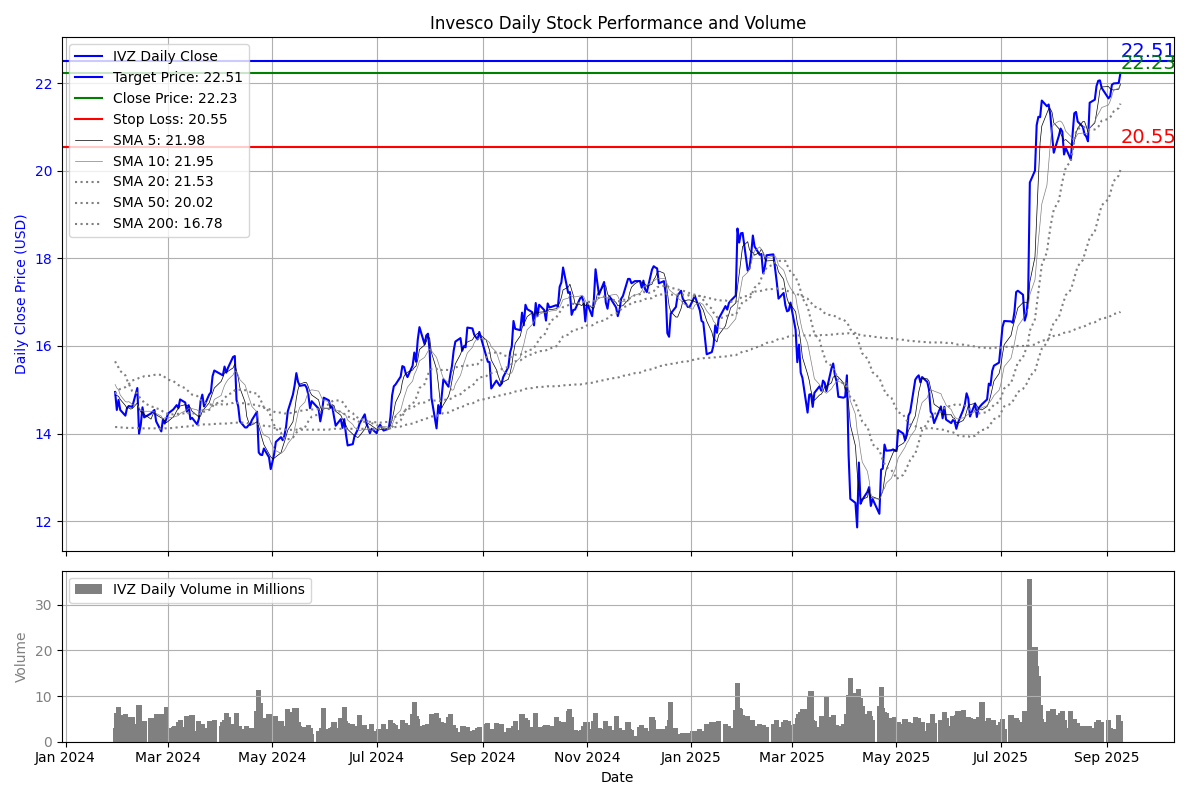 Invesco Daily Stock Performance and Volume
IVZ Daily Close
Target Price: 22.51
Close Price: 22.23
Stop Loss: 20.55
SMA 5: 21.98
SMA 10: 21.95
SMA 20: 21.53
SMA 50: 20.02
SMA 200: 16.78
22.51
22.23
20.55
22
20
18
16
14
12
Daily Close Price (USD)
IVZ Daily Volume in Millions
30
20
10
0
Volume
Jan 2024 Mar 2024 May 2024 Jul 2024 Sep 2024 Nov 2024 Jan 2025 Mar 2025 May 2025 Jul 2025 Sep 2025
Date